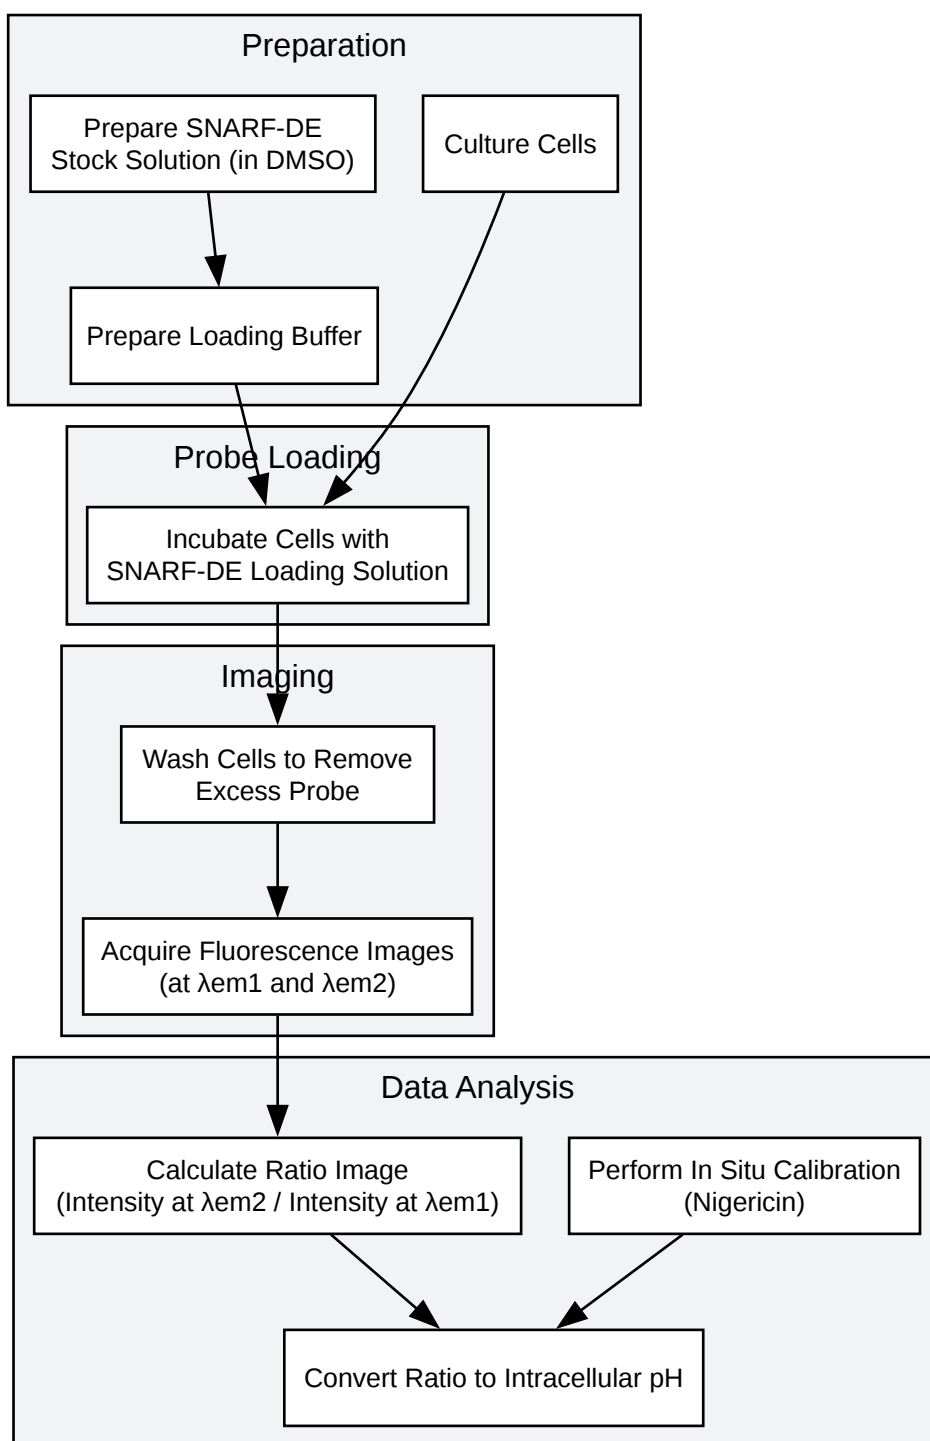 Preparation
Prepare SNARF-DE
Stock Solution (in DMSO)
Culture Cells
Prepare Loading Buffer
Probe Loading
Incubate Cells with
SNARF-DE Loading Solution
Imaging
Wash Cells to Remove
Excess Probe
Acquire Fluorescence Images
(at λem1 and λem2)
Data Analysis
Calculate Ratio Image
(Intensity at λem2 / Intensity at λem1)
Perform In Situ Calibration
(Nigericin)
Convert Ratio to Intracellular pH